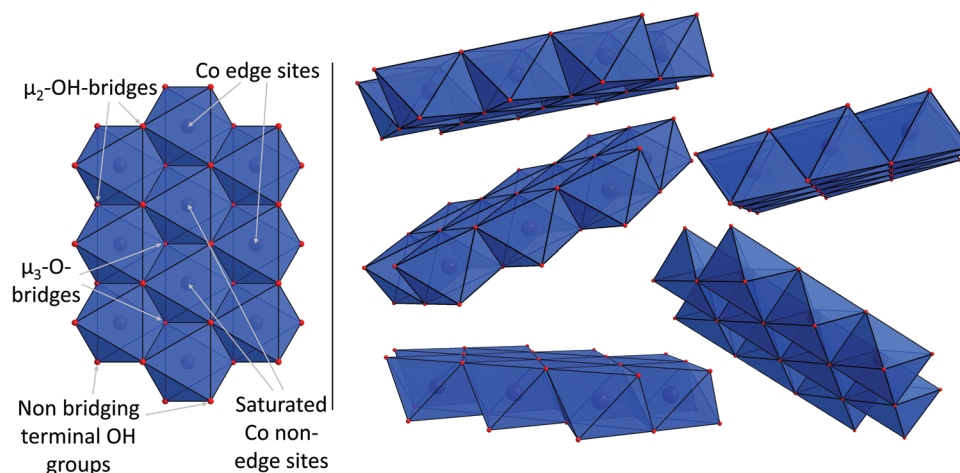 Co edge sites
μ₂-OH-bridges
μ₃-O-
bridges
Non bridging
terminal OH
groups
Saturated
Co non-
edge sites